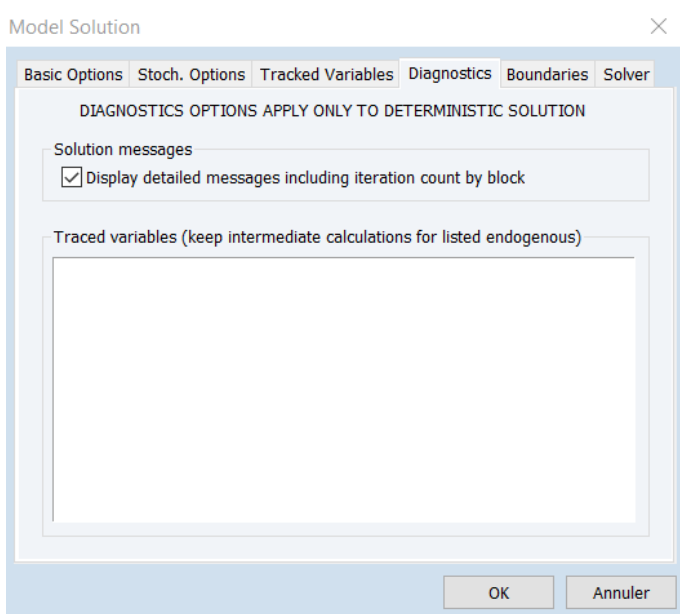 Model Solution
Basic Options Stoch. Options Tracked Variables Diagnostics Boundaries Solver
DIAGNOSTICS OPTIONS APPLY ONLY TO DETERMINISTIC SOLUTION
Solution messages
Display detailed messages including iteration count by block
Traced variables (keep intermediate calculations for listed endogenous)
OK Annuler